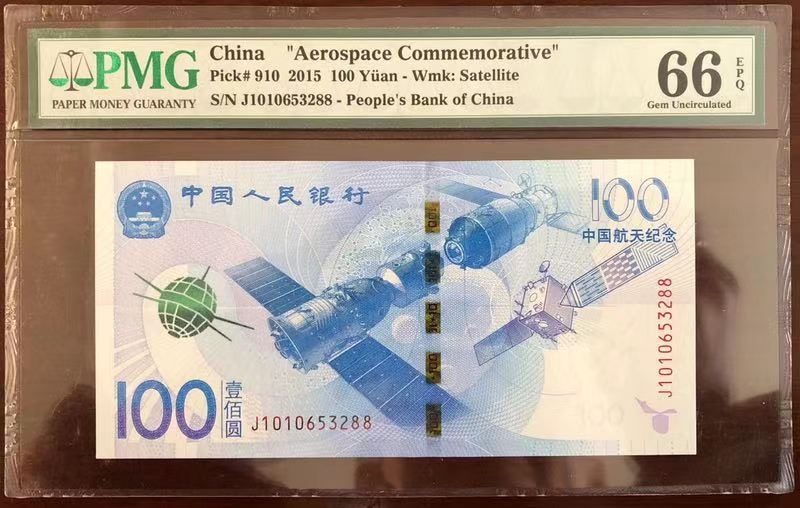 PMG
PAPER MONEY GUARANTY
China "Aerospace Commemorative"
Pick# 910 2015 100 Yüan - Wmk: Satellite
S/N J1010653288 - People's Bank of China
66 EPQ
Gem Uncirculated
中国人民银行
100
中国航天纪念
J1010653288
100
壹佰圆
J1010653288